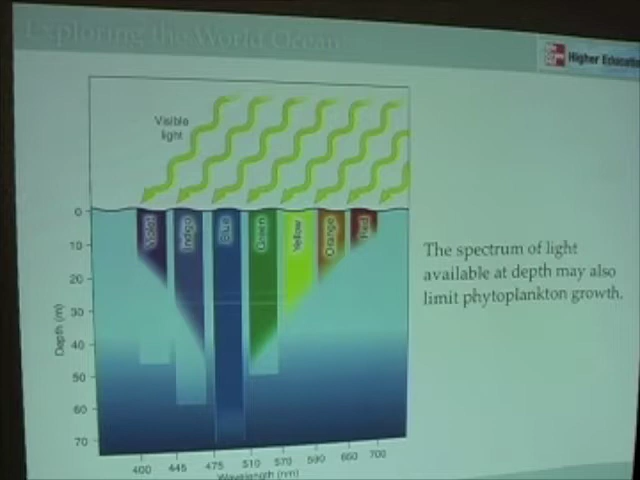 Exploring the World Ocean
Higher Educatio
Visible
light
0
10
20
30
40
50
60
70
Depth (m)
Violet
Indigo
Blue
Green
Yellow
Orange
Red
400
445
475
510
570
590
660
700
Wavelength (nm)
The spectrum of light
available at depth may also
limit phytoplankton growth.